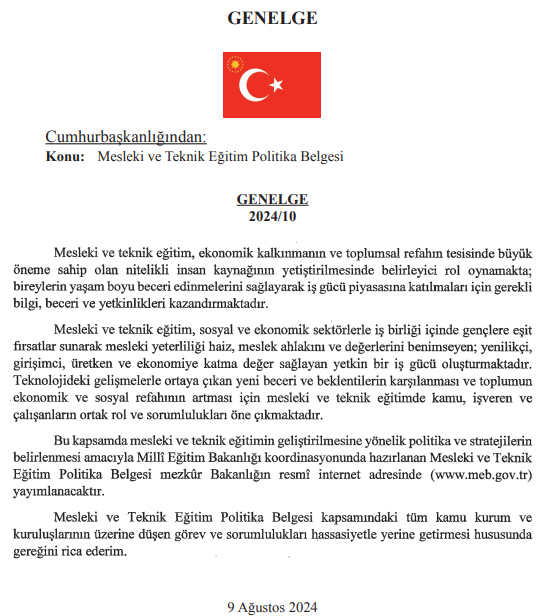 GENELGE
Cumhurbaşkanlığından:
Konu: Mesleki ve Teknik Eğitim Politika Belgesi
GENELGE
2024/10
Mesleki ve teknik eğitim, ekonomik kalkınmanın ve toplumsal refahın tesisinde büyük
öneme sahip olan nitelikli insan kaynağının yetiştirilmesinde belirleyici rol oynamakta;
bireylerin yaşam boyu beceri edinmelerini sağlayarak iş gücü piyasasına katılmaları için gerekli
bilgi, beceri ve yetkinlikleri kazandırmaktadır.
Mesleki ve teknik eğitim, sosyal ve ekonomik sektörlerle iş birliği içinde gençlere eşit
fırsatlar sunarak mesleki yeterliliği haiz, meslek ahlakını ve değerlerini benimseyen; yenilikçi,
girişimci, üretken ve ekonomiye katma değer sağlayan yetkin bir iş gücü oluşturmaktadır.
Teknolojideki gelişmelerle ortaya çıkan yeni beceri ve beklentilerin karşılanması ve toplumun
ekonomik ve sosyal refahının artması için mesleki ve teknik eğitimde kamu, işveren ve
çalışanların ortak rol ve sorumlulukları öne çıkmaktadır.
Bu kapsamda mesleki ve teknik eğitimin geliştirilmesine yönelik politika ve stratejilerin
belirlenmesi amacıyla Millî Eğitim Bakanlığı koordinasyonunda hazırlanan Mesleki ve Teknik
Eğitim Politika Belgesi mezkûr Bakanlığın resmî internet adresinde (www.meb.gov.tr)
yayımlanacaktır.
Mesleki ve Teknik Eğitim Politika Belgesi kapsamındaki tüm kamu kurum ve
kuruluşlarının üzerine düşen görev ve sorumlulukları hassasiyetle yerine getirmesi hususunda
gereğini rica ederim.
9 Ağustos 2024